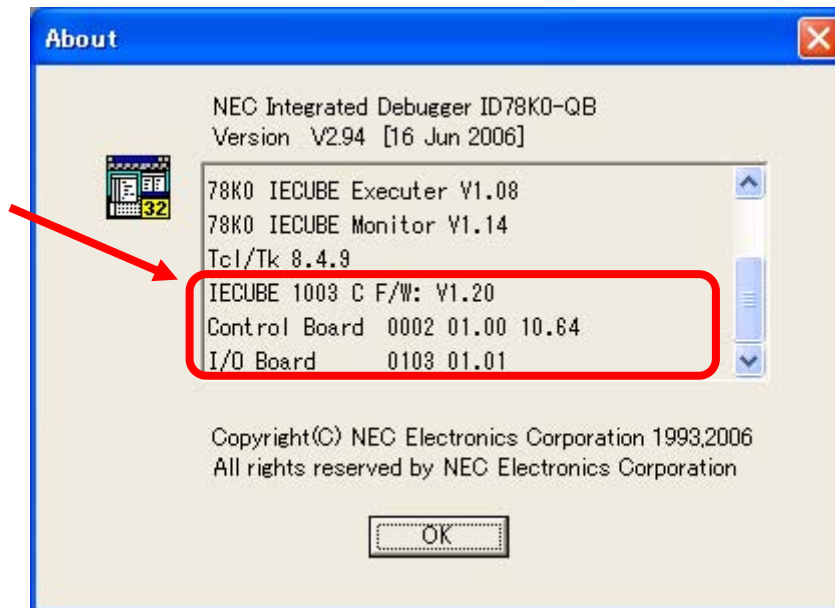 About
NEC Integrated Debugger ID78K0-QB
Version V2.94 [16 Jun 2006]
32
78K0 IECUBE Executer V1.08
78K0 IECUBE Monitor V1.14
Tcl/Tk 8.4.9
IECUBE 1003 C F/W: V1.20
Control Board 0002 01.00 10.64
I/O Board 0103 01.01
Copyright(C) NEC Electronics Corporation 1993,2006
All rights reserved by NEC Electronics Corporation
OK